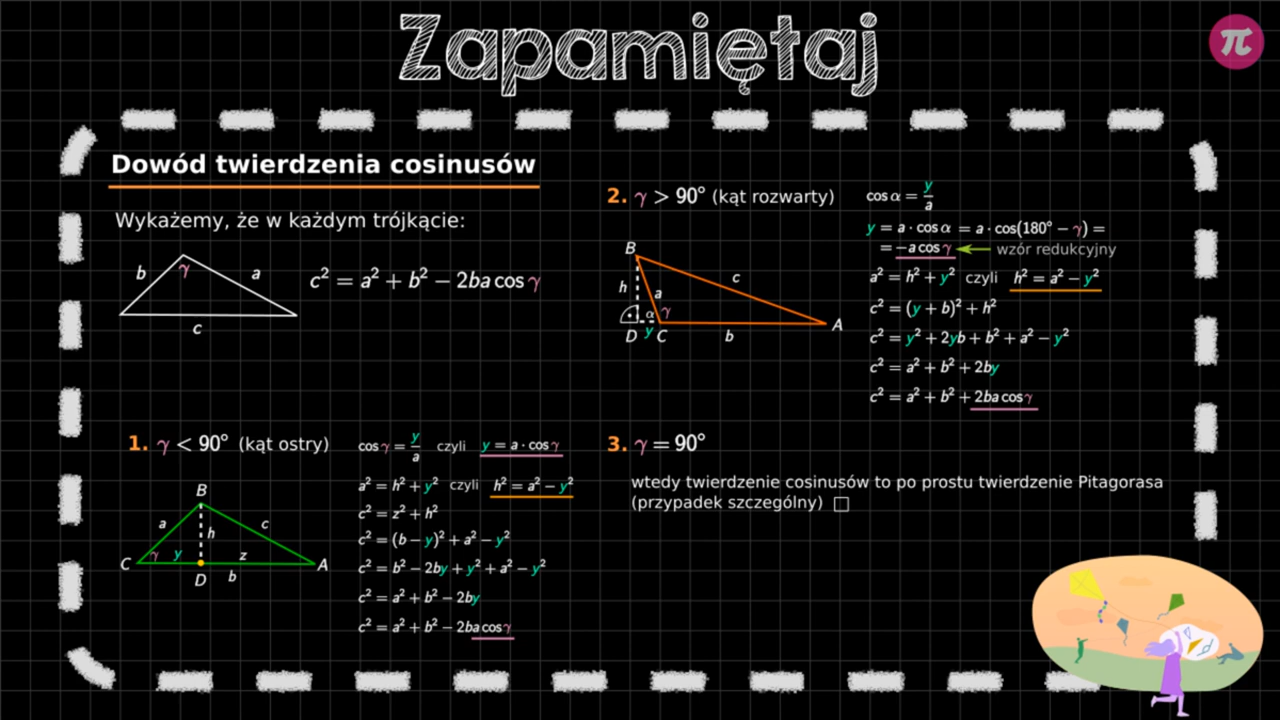 Zapamiętaj
π
Dowód twierdzenia cosinusów
Wykażemy, że w każdym trójkącie:
b γ a
c
c² = a² + b² − 2ba cos γ
1. γ < 90° (kąt ostry)
B
a c
h
C γ y z A
D b
cos γ = y/a czyli y = a · cos γ
a² = h² + y² czyli h² = a² − y²
c² = z² + h²
c² = (b − y)² + a² − y²
c² = b² − 2by + y² + a² − y²
c² = a² + b² − 2by
c² = a² + b² − 2ba cos γ
2. γ > 90° (kąt rozwarty)
B
c
h a
α γ
A
D y C b
cos α = y/a
y = a · cos α = a · cos(180° − γ) =
= −a cos γ wzór redukcyjny
a² = h² + y² czyli h² = a² − y²
c² = (y + b)² + h²
c² = y² + 2yb + b² + a² − y²
c² = a² + b² + 2by
c² = a² + b² + 2ba cos γ
3. γ = 90°
wtedy twierdzenie cosinusów to po prostu twierdzenie Pitagorasa
(przypadek szczególny) □